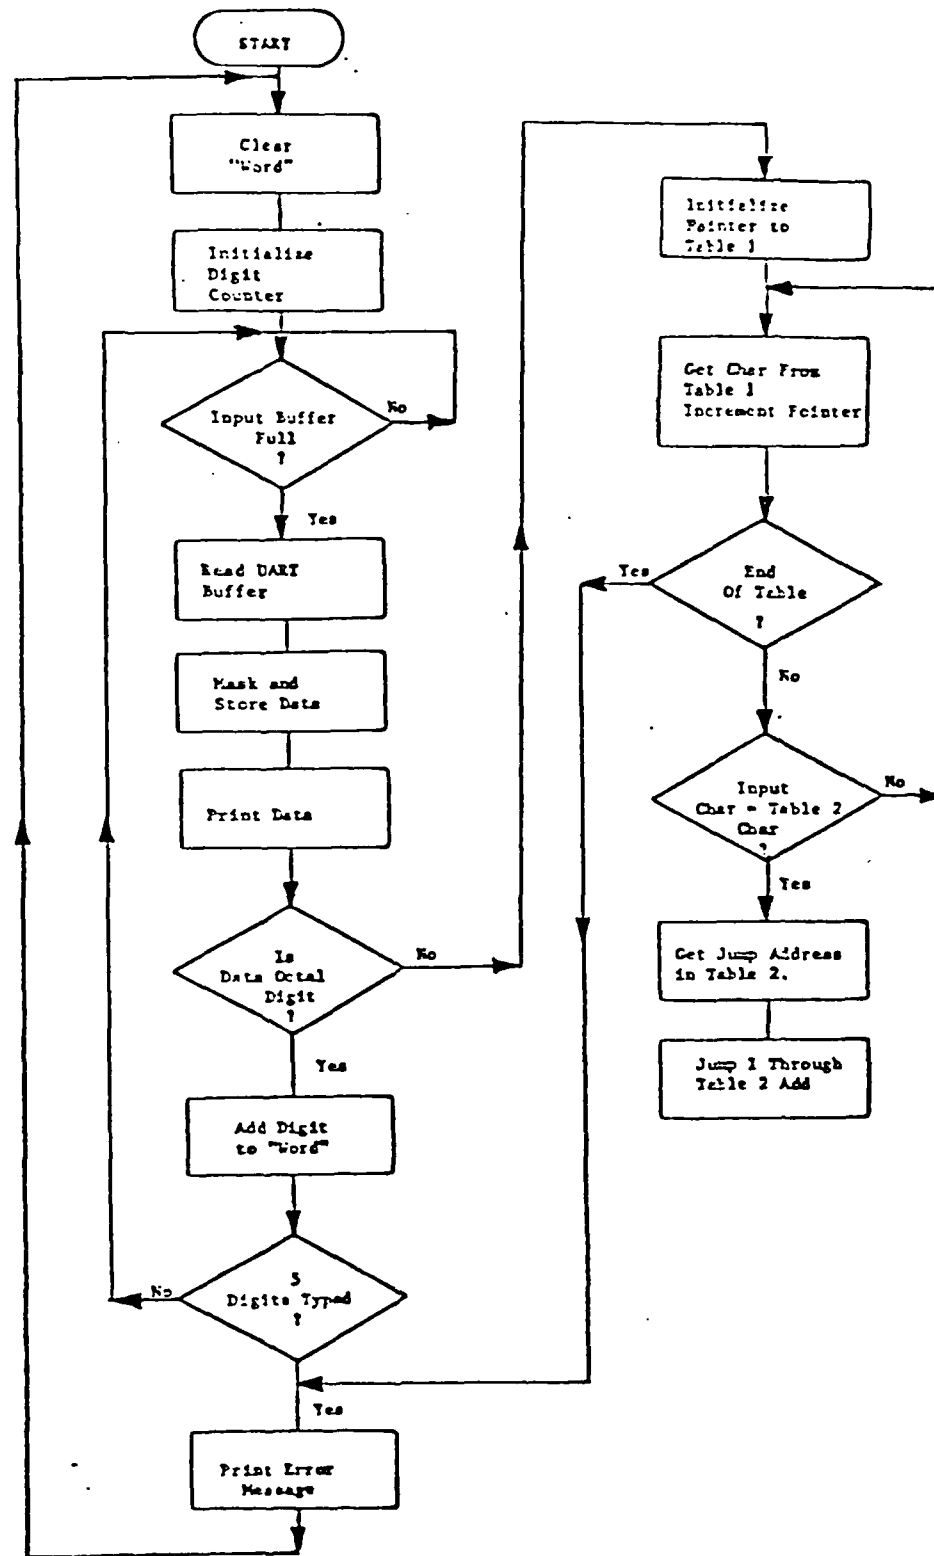 START
Clear
"Word"
Initialize
Digit
Counter
Input Buffer
Full
?
No
Yes
Read UART
Buffer
Mask and
Store Data
Print Data
Is
Data Octal
Digit
?
No
Yes
Add Digit
to "Word"
5
Digits Typed
?
No
Yes
Print Error
Message
Initialize
Pointer to
Table 1
Get Char From
Table 1
Increment Pointer
End
Of Table
?
Yes
No
Input
Char = Table 2
Char
?
No
Yes
Get Jump Address
in Table 2.
Jump I Through
Table 2 Add